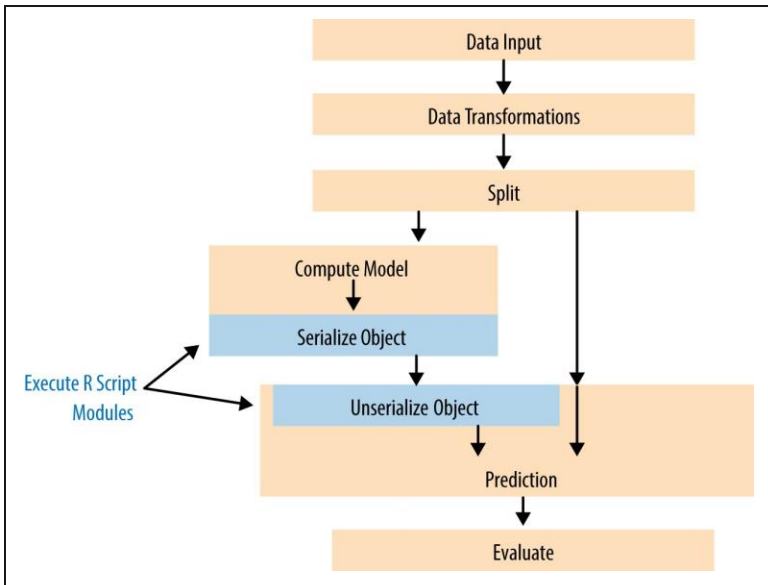 Data Input
Data Transformations
Split
Compute Model
Serialize Object
Execute R Script
Modules
Unserialize Object
Prediction
Evaluate